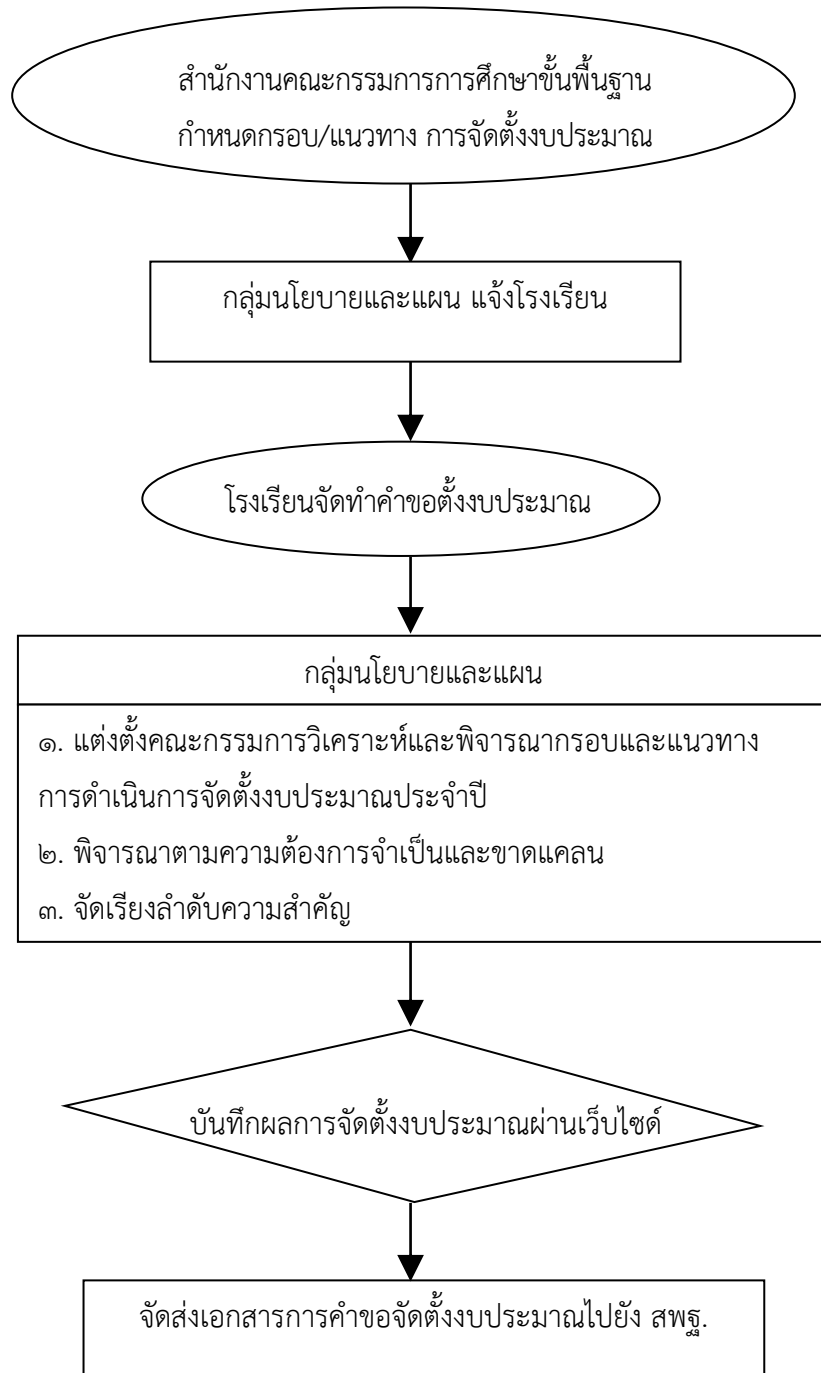 สำนักงานคณะกรรมการการศึกษาขั้นพื้นฐาน
กำหนดกรอบ/แนวทาง การจัดตั้งงบประมาณ
กลุ่มนโยบายและแผน แจ้งโรงเรียน
โรงเรียนจัดทำคำขอตั้งงบประมาณ
กลุ่มนโยบายและแผน
๑. แต่งตั้งคณะกรรมการวิเคราะห์และพิจารณากรอบและแนวทาง
การดำเนินการจัดตั้งงบประมาณประจำปี
๒. พิจารณาตามความต้องการจำเป็นและขาดแคลน
๓. จัดเรียงลำดับความสำคัญ
บันทึกผลการจัดตั้งงบประมาณผ่านเว็บไซด์
จัดส่งเอกสารการคำขอจัดตั้งงบประมาณไปยัง สพฐ.